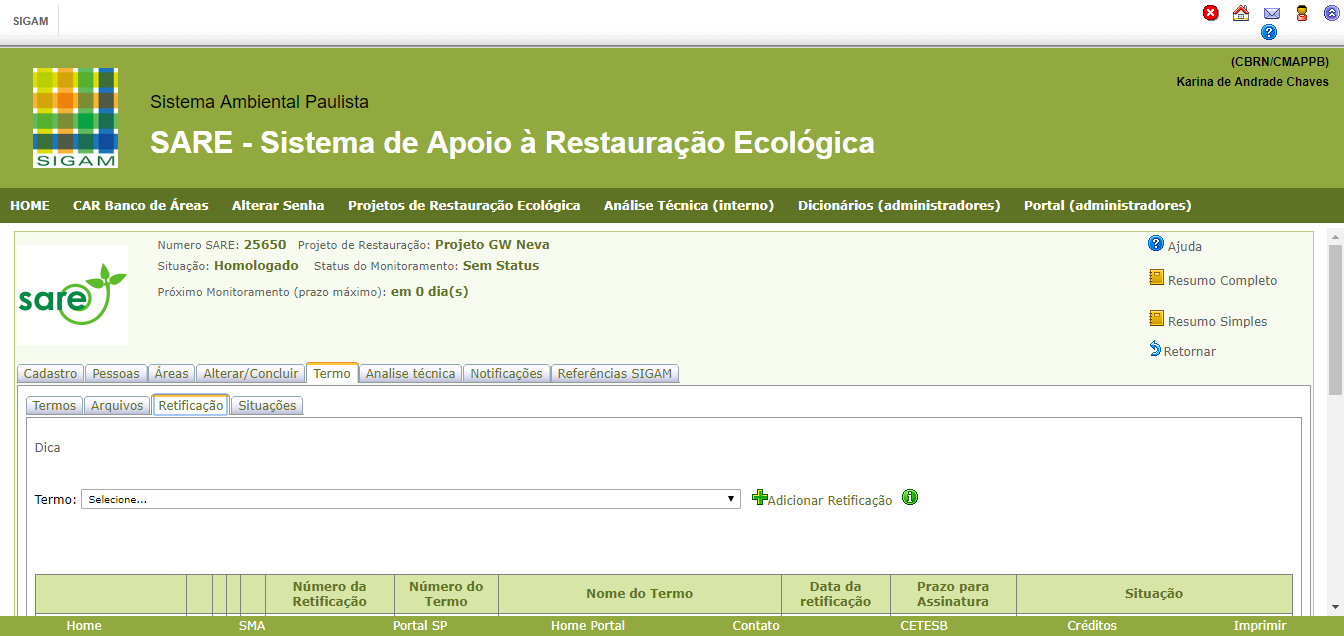 SIGAM
(CBRN/CMAPPB)
Karina de Andrade Chaves
SIGAM
Sistema Ambiental Paulista
SARE - Sistema de Apoio à Restauração Ecológica
HOME CAR Banco de Áreas Alterar Senha Projetos de Restauração Ecológica Análise Técnica (interno) Dicionários (administradores) Portal (administradores)
sare
Numero SARE: 25650 Projeto de Restauração: Projeto GW Neva
Situação: Homologado Status do Monitoramento: Sem Status
Próximo Monitoramento (prazo máximo): em 0 dia(s)
Ajuda
Resumo Completo
Resumo Simples
Retornar
Cadastro Pessoas Áreas Alterar/Concluir Termo Analise técnica Notificações Referências SIGAM
Termos Arquivos Retificação Situações
Dica
Termo: Selecione... Adicionar Retificação
Número da Retificação Número do Termo Nome do Termo Data da retificação Prazo para Assinatura Situação
Home SMA Portal SP Home Portal Contato CETESB Créditos Imprimir